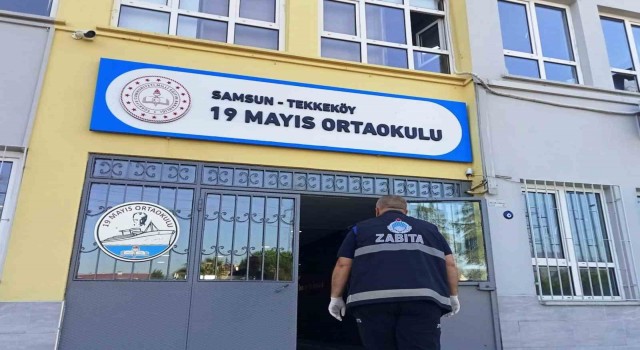 SAMSUN - TEKKEKÖY
19 MAYIS ORTAOKULU
19 MAYIS ORTAOKULU
ZABITA